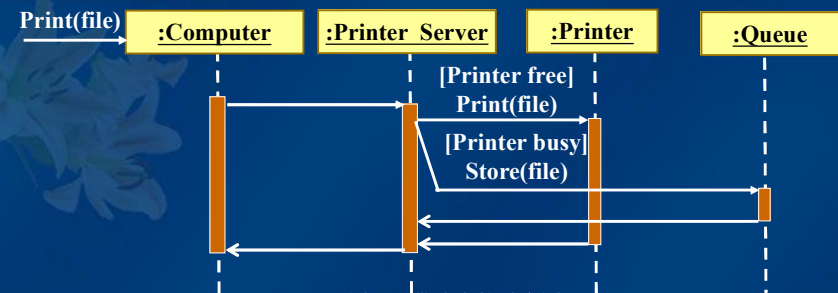 Print(file)
:Computer
:Printer Server
:Printer
:Queue
[Printer free]
Print(file)
[Printer busy]
Store(file)